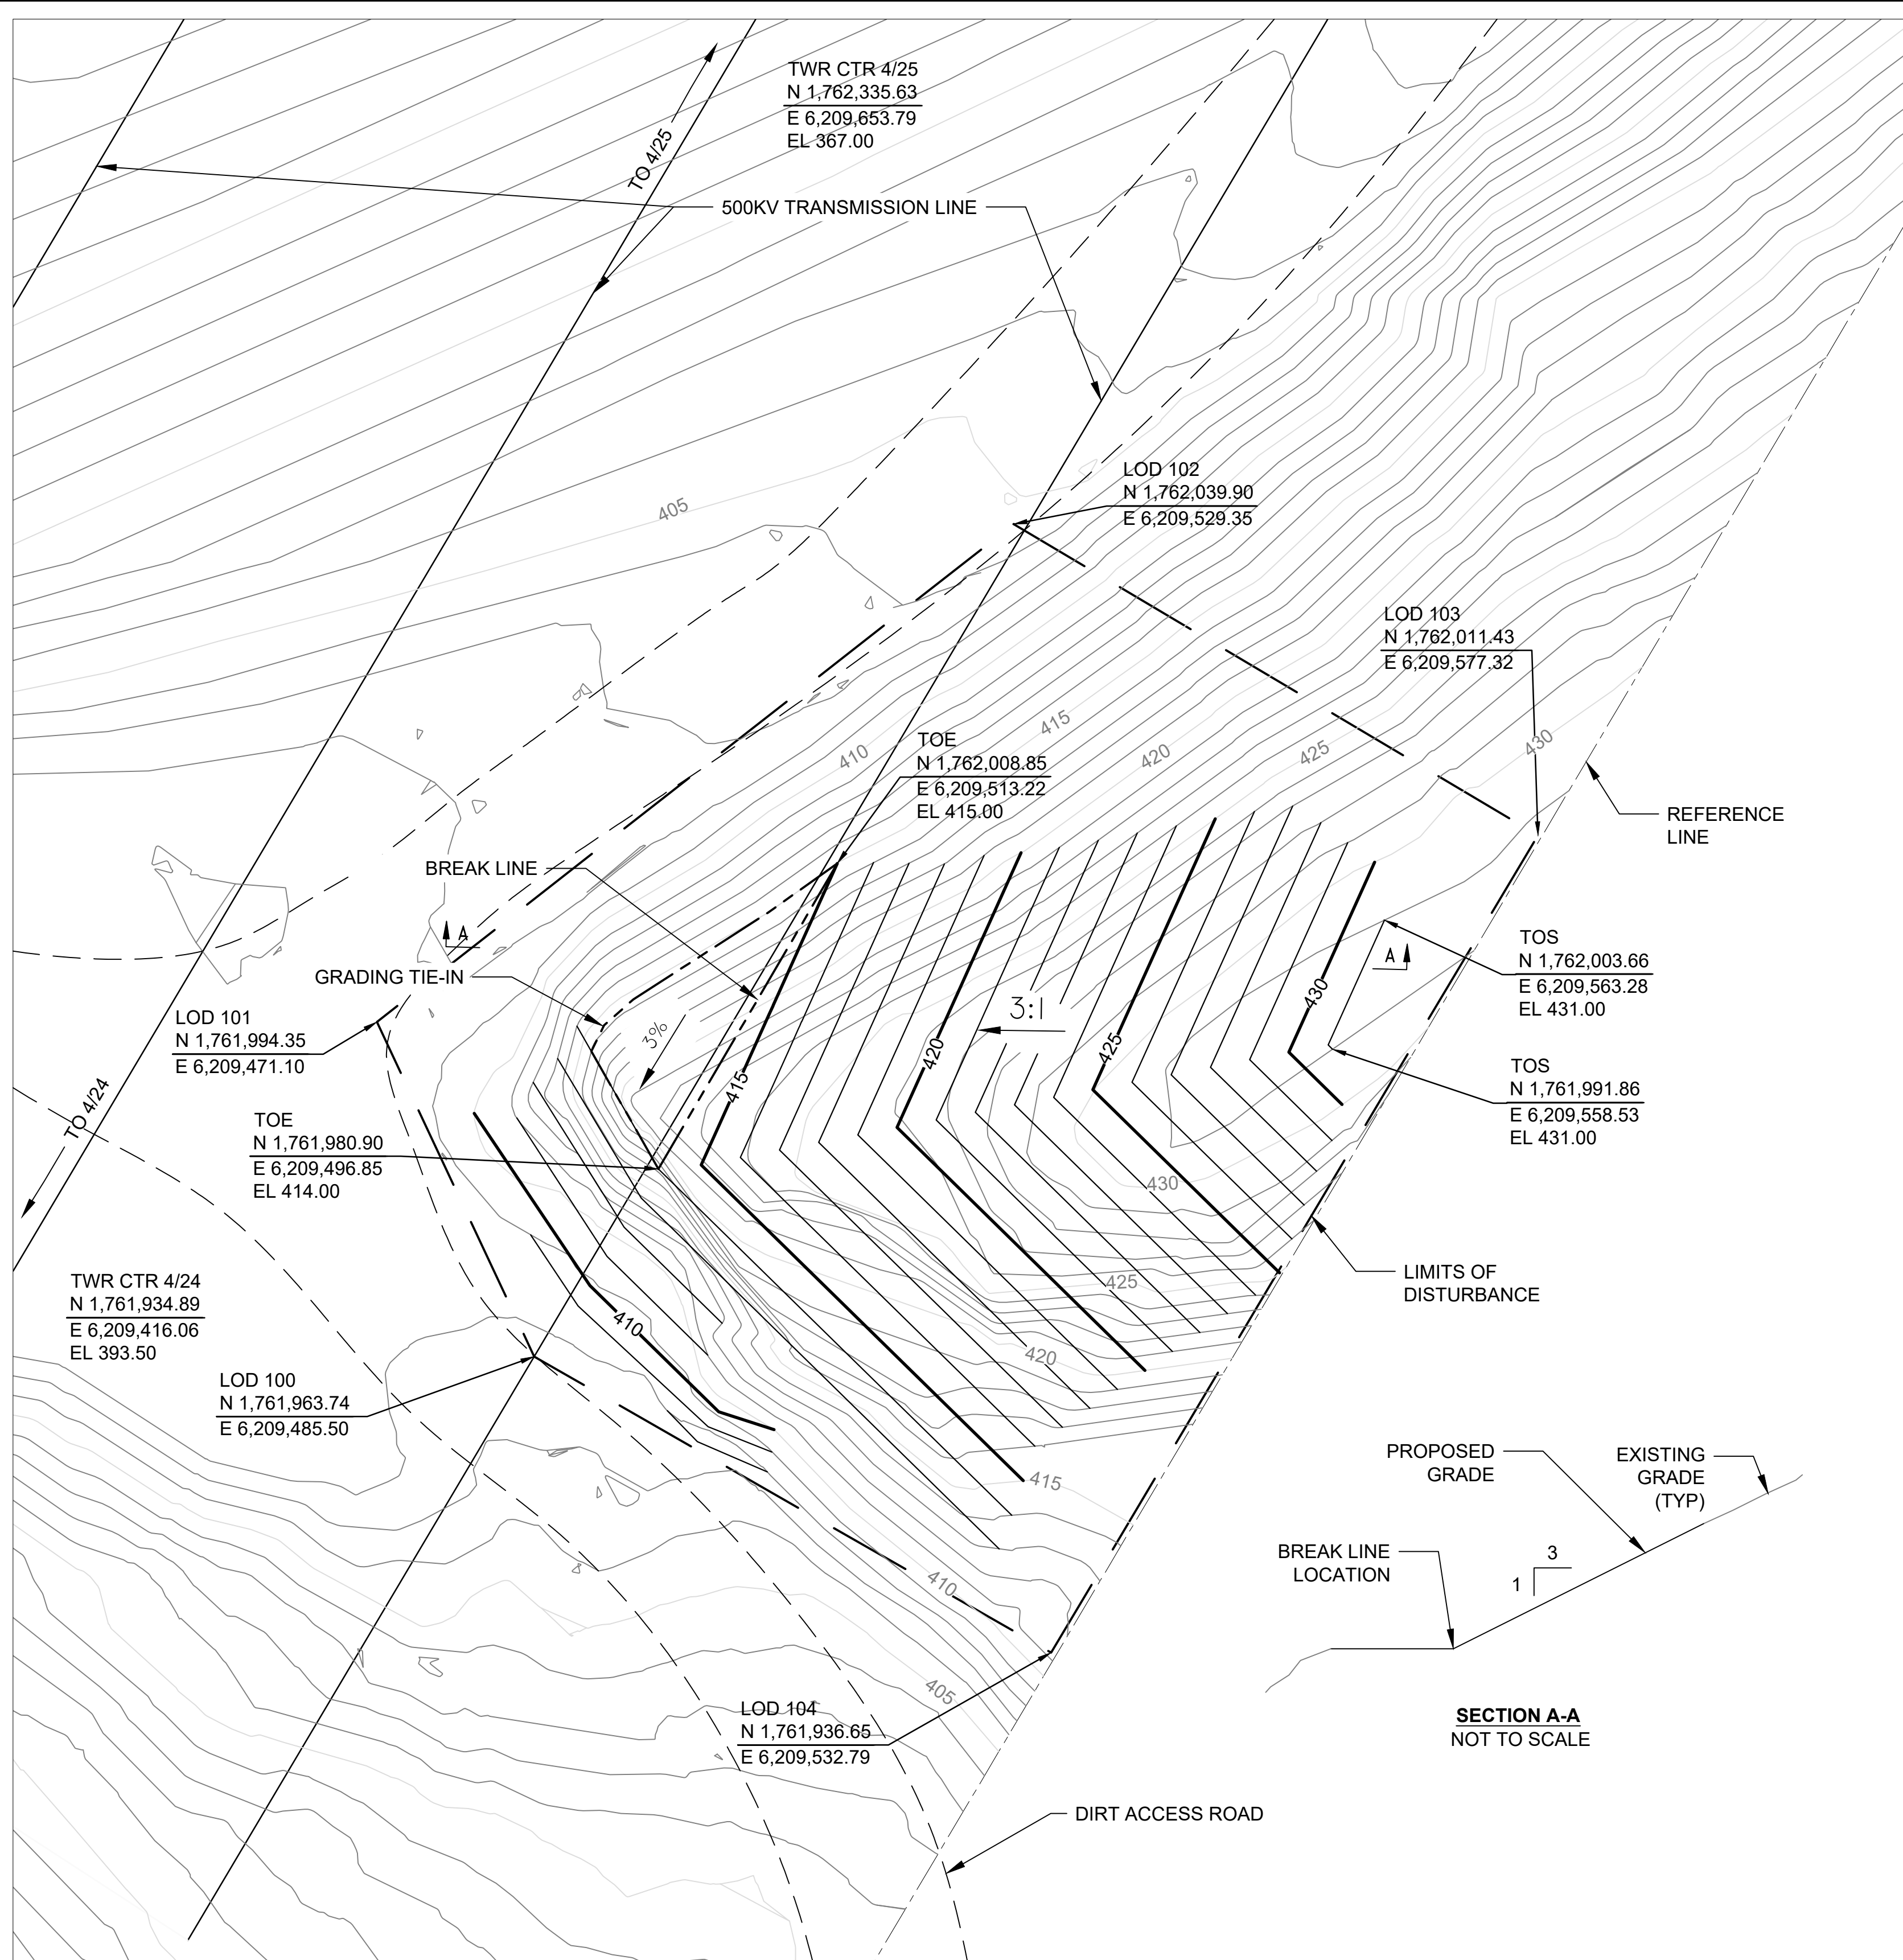 TWR CTR 4/25
N 1,762,335.63
E 6,209,653.79
EL 367.00
TO 4/25
500KV TRANSMISSION LINE
LOD 102
N 1,762,039.90
E 6,209,529.35
405
LOD 103
N 1,762,011.43
E 6,209,577.32
410
415
420
425
430
TOE
N 1,762,008.85
E 6,209,513.22
EL 415.00
REFERENCE
LINE
BREAK LINE
A
GRADING TIE-IN
A
TOS
N 1,762,003.66
E 6,209,563.28
EL 431.00
LOD 101
N 1,761,994.35
E 6,209,471.10
3%
3:1
430
425
420
415
TOS
N 1,761,991.86
E 6,209,558.53
EL 431.00
TO 4/24
TOE
N 1,761,980.90
E 6,209,496.85
EL 414.00
430
425
LIMITS OF
DISTURBANCE
TWR CTR 4/24
N 1,761,934.89
E 6,209,416.06
EL 393.50
410
420
LOD 100
N 1,761,963.74
E 6,209,485.50
415
PROPOSED
GRADE
EXISTING
GRADE
(TYP)
BREAK LINE
LOCATION
3
1
410
405
LOD 104
N 1,761,936.65
E 6,209,532.79
SECTION A-A
NOT TO SCALE
DIRT ACCESS ROAD